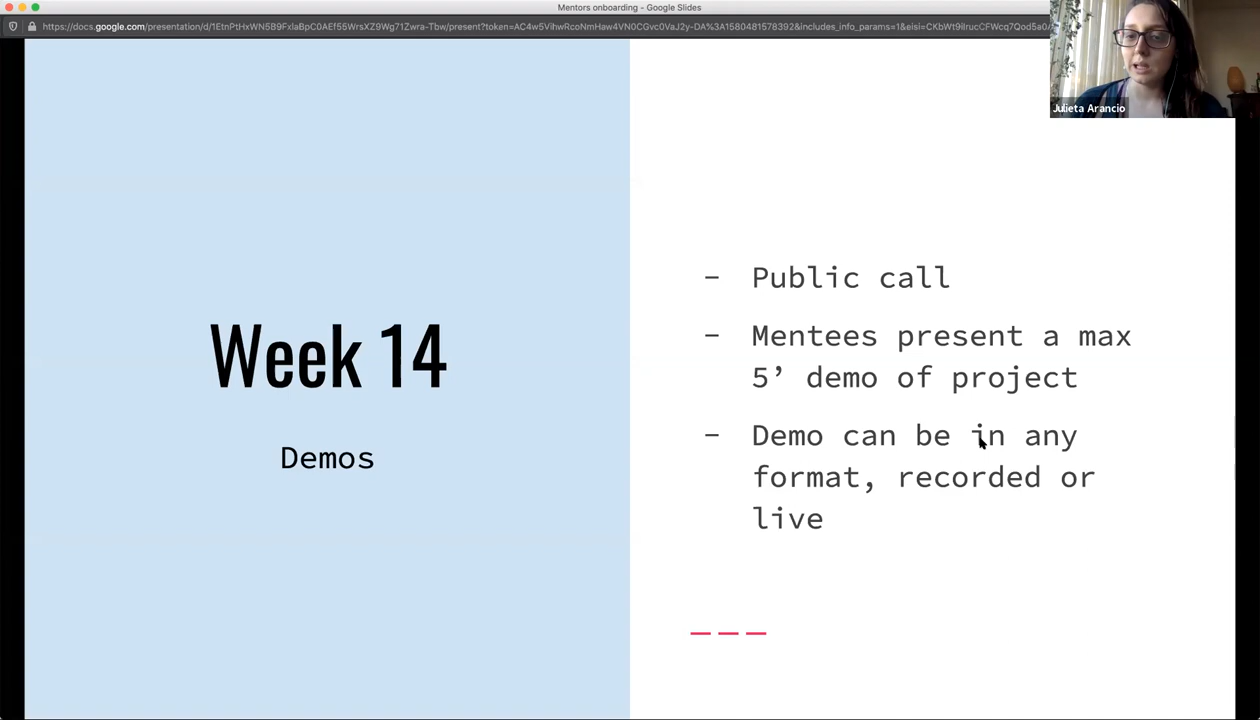 Mentors onboarding - Google Slides
Julieta Arancio
Week 14
Demos
- Public call
- Mentees present a max
5’ demo of project
- Demo can be in any
format, recorded or
live